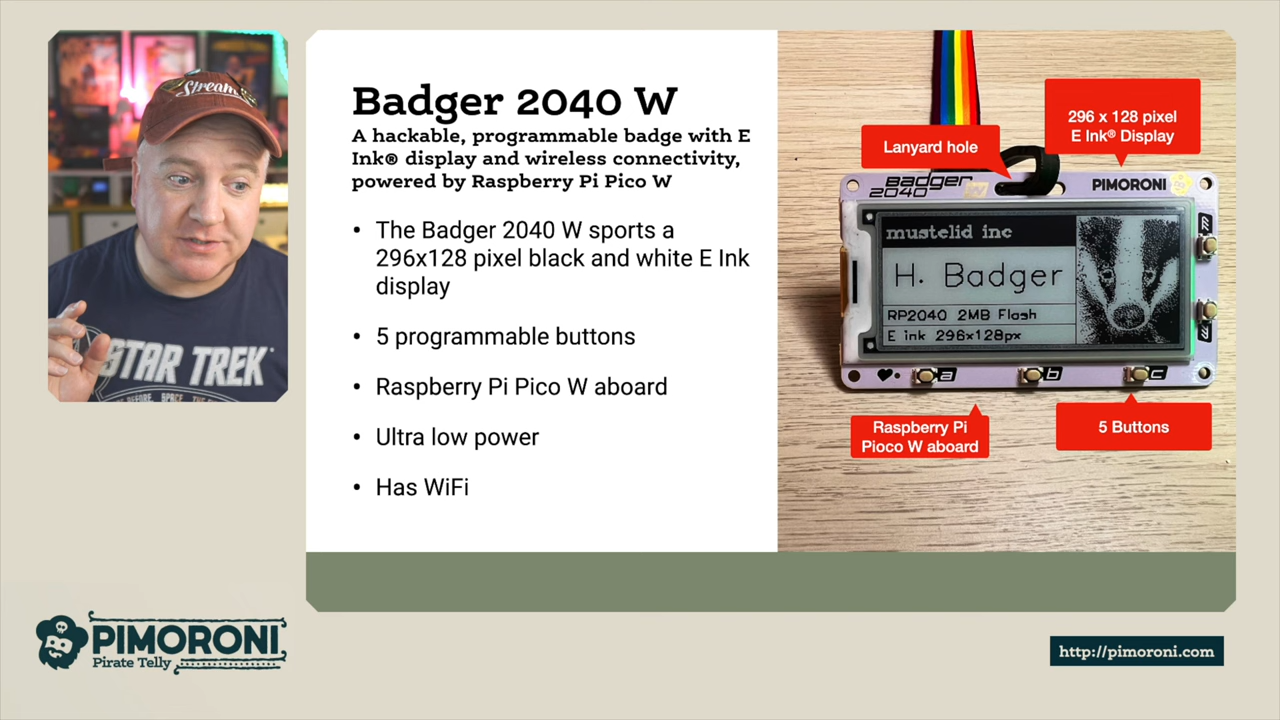 Stream
STAR TREK
Badger 2040 W
A hackable, programmable badge with E
Ink® display and wireless connectivity,
powered by Raspberry Pi Pico W
• The Badger 2040 W sports a
296x128 pixel black and white E Ink
display
• 5 programmable buttons
• Raspberry Pi Pico W aboard
• Ultra low power
• Has WiFi
296 x 128 pixel
E Ink® Display
Lanyard hole
badger
2040
PIMORONI
mustelid inc
H. Badger
RP2040 2MB Flash
E ink 296x128px
a
b
c
Raspberry Pi
Pioco W aboard
5 Buttons
PIMORONI
Pirate Telly
http://pimoroni.com